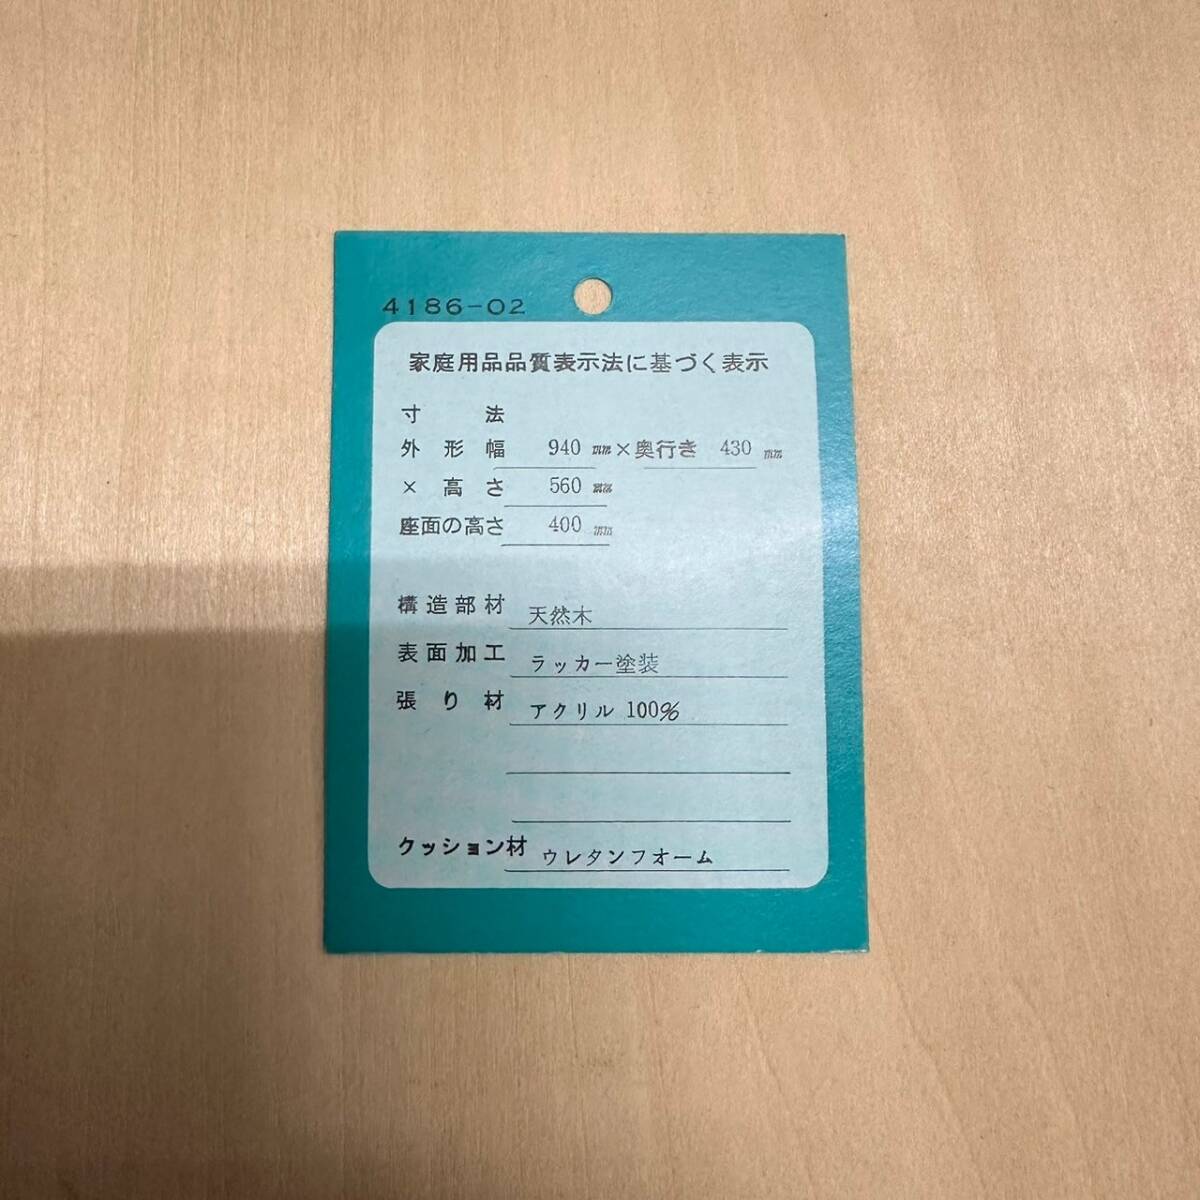 4186-02
家庭用品品質表示法に基づく表示
寸法
外形幅 940 mm×奥行き 430 mm
×高さ 560 mm
座面の高さ 400 mm
構造部材 天然木
表面加工 ラッカー塗装
張り材 アクリル 100%
クッション材 ウレタンフオーム